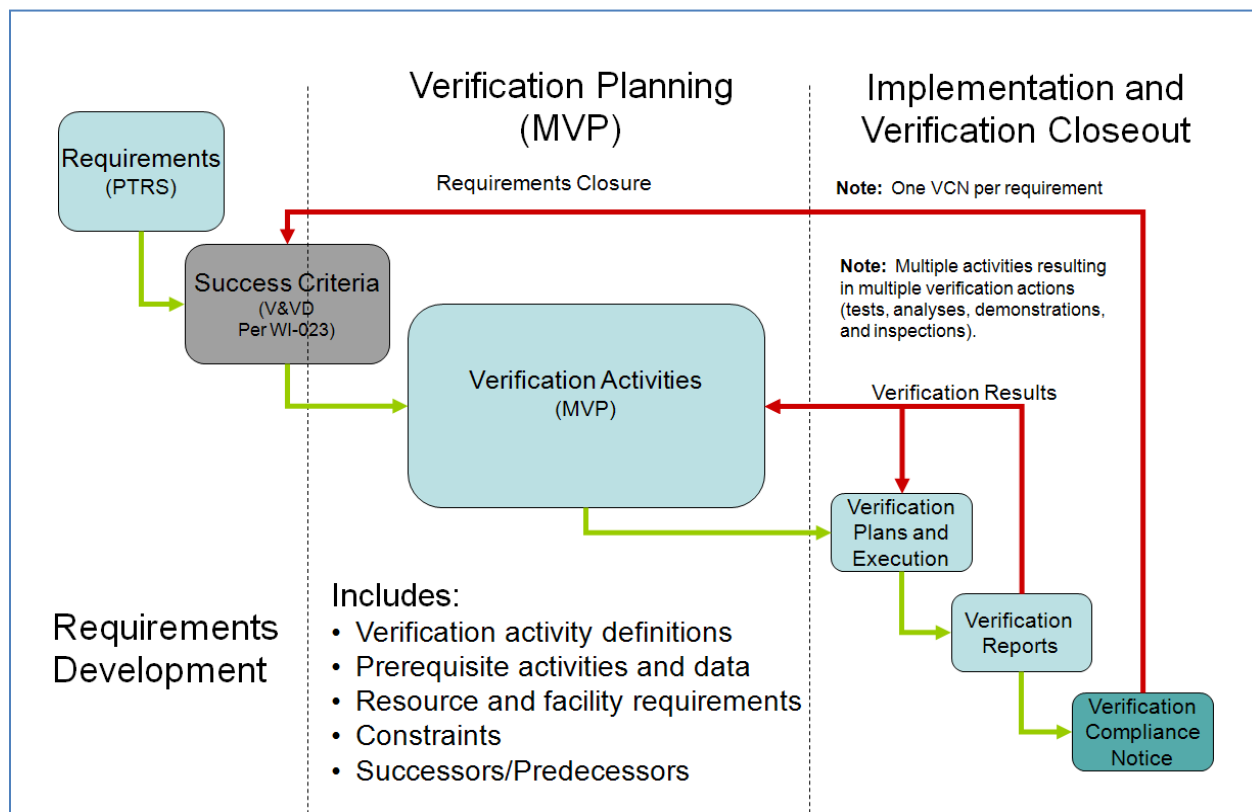 Verification Planning
(MVP)
Implementation and
Verification Closeout
Requirements
(PTRS)
Requirements Closure
Note: One VCN per requirement
Success Criteria
(V&VD
Per WI-023)
Note: Multiple activities resulting
in multiple verification actions
(tests, analyses, demonstrations,
and inspections).
Verification Activities
(MVP)
Verification Results
Verification
Plans and
Execution
Requirements
Development
Includes:
• Verification activity definitions
• Prerequisite activities and data
• Resource and facility requirements
• Constraints
• Successors/Predecessors
Verification
Reports
Verification
Compliance
Notice